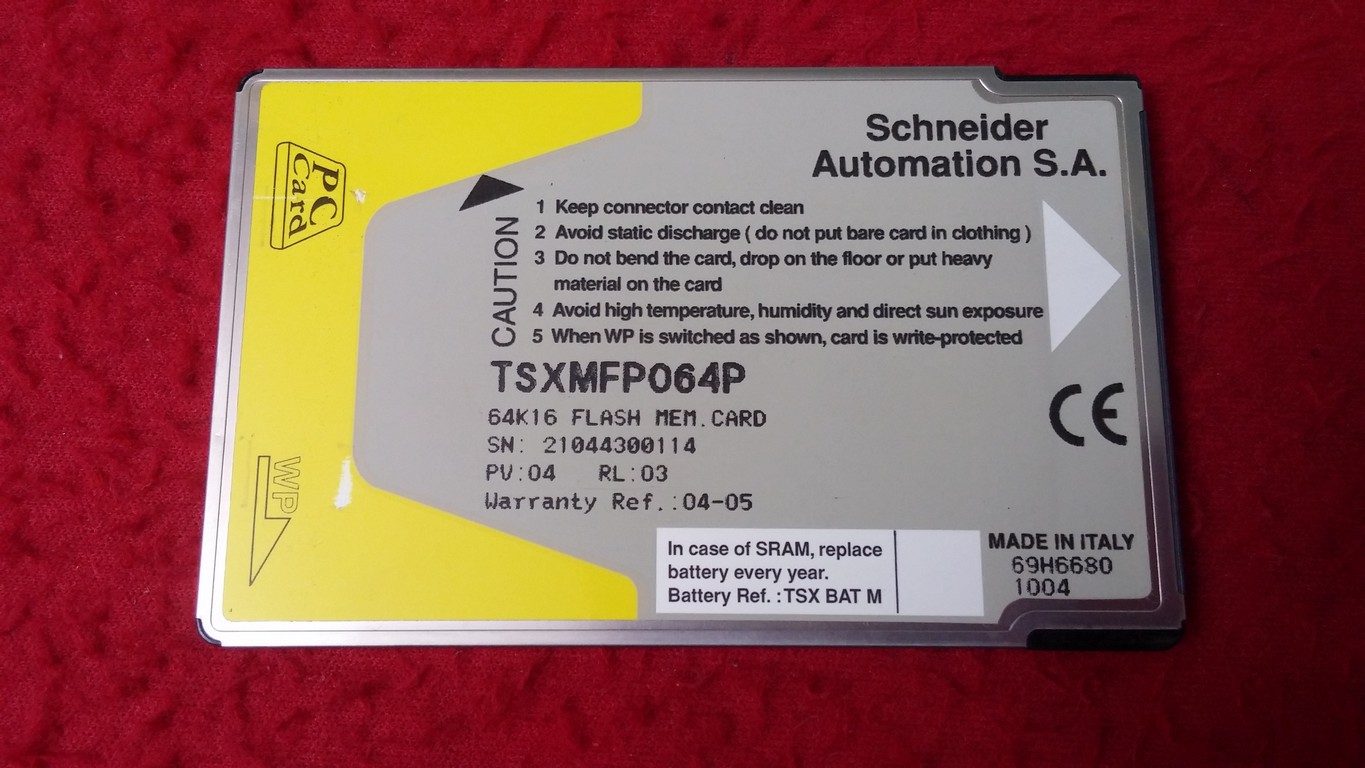 PC
Card
Schneider
Automation S.A.
CAUTION
1 Keep connector contact clean
2 Avoid static discharge ( do not put bare card in clothing )
3 Do not bend the card, drop on the floor or put heavy
material on the card
4 Avoid high temperature, humidity and direct sun exposure
5 When WP is switched as shown, card is write-protected
TSXMFP064P
64K16 FLASH MEM.CARD
SN: 21044300114
PV:04 RL:03
Warranty Ref.:04-05
WP
CE
In case of SRAM, replace
battery every year.
Battery Ref. : TSX BAT M
MADE IN ITALY
69H6680
1004